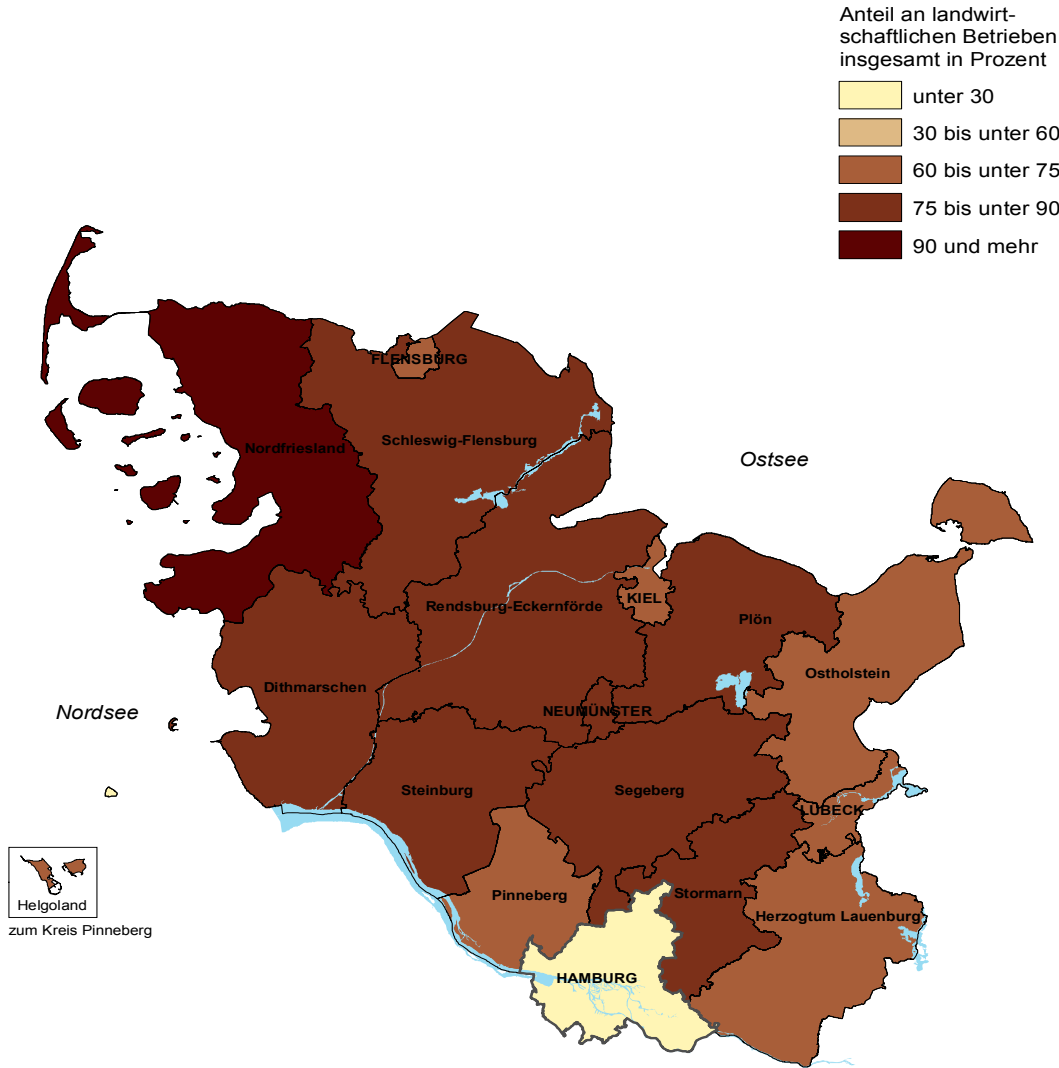 Anteil an landwirt-
schaftlichen Betrieben
insgesamt in Prozent
unter 30
30 bis unter 60
60 bis unter 75
75 bis unter 90
90 und mehr
FLENSBURG
Schleswig-Flensburg
Nordfriesland
Ostsee
KIEL
Rendsburg-Eckernförde
Plön
Ostholstein
Dithmarschen
Nordsee
NEUMÜNSTER
Steinburg
Segeberg
LÜBECK
Pinneberg
Stormarn
Helgoland
Herzogtum Lauenburg
zum Kreis Pinneberg
HAMBURG